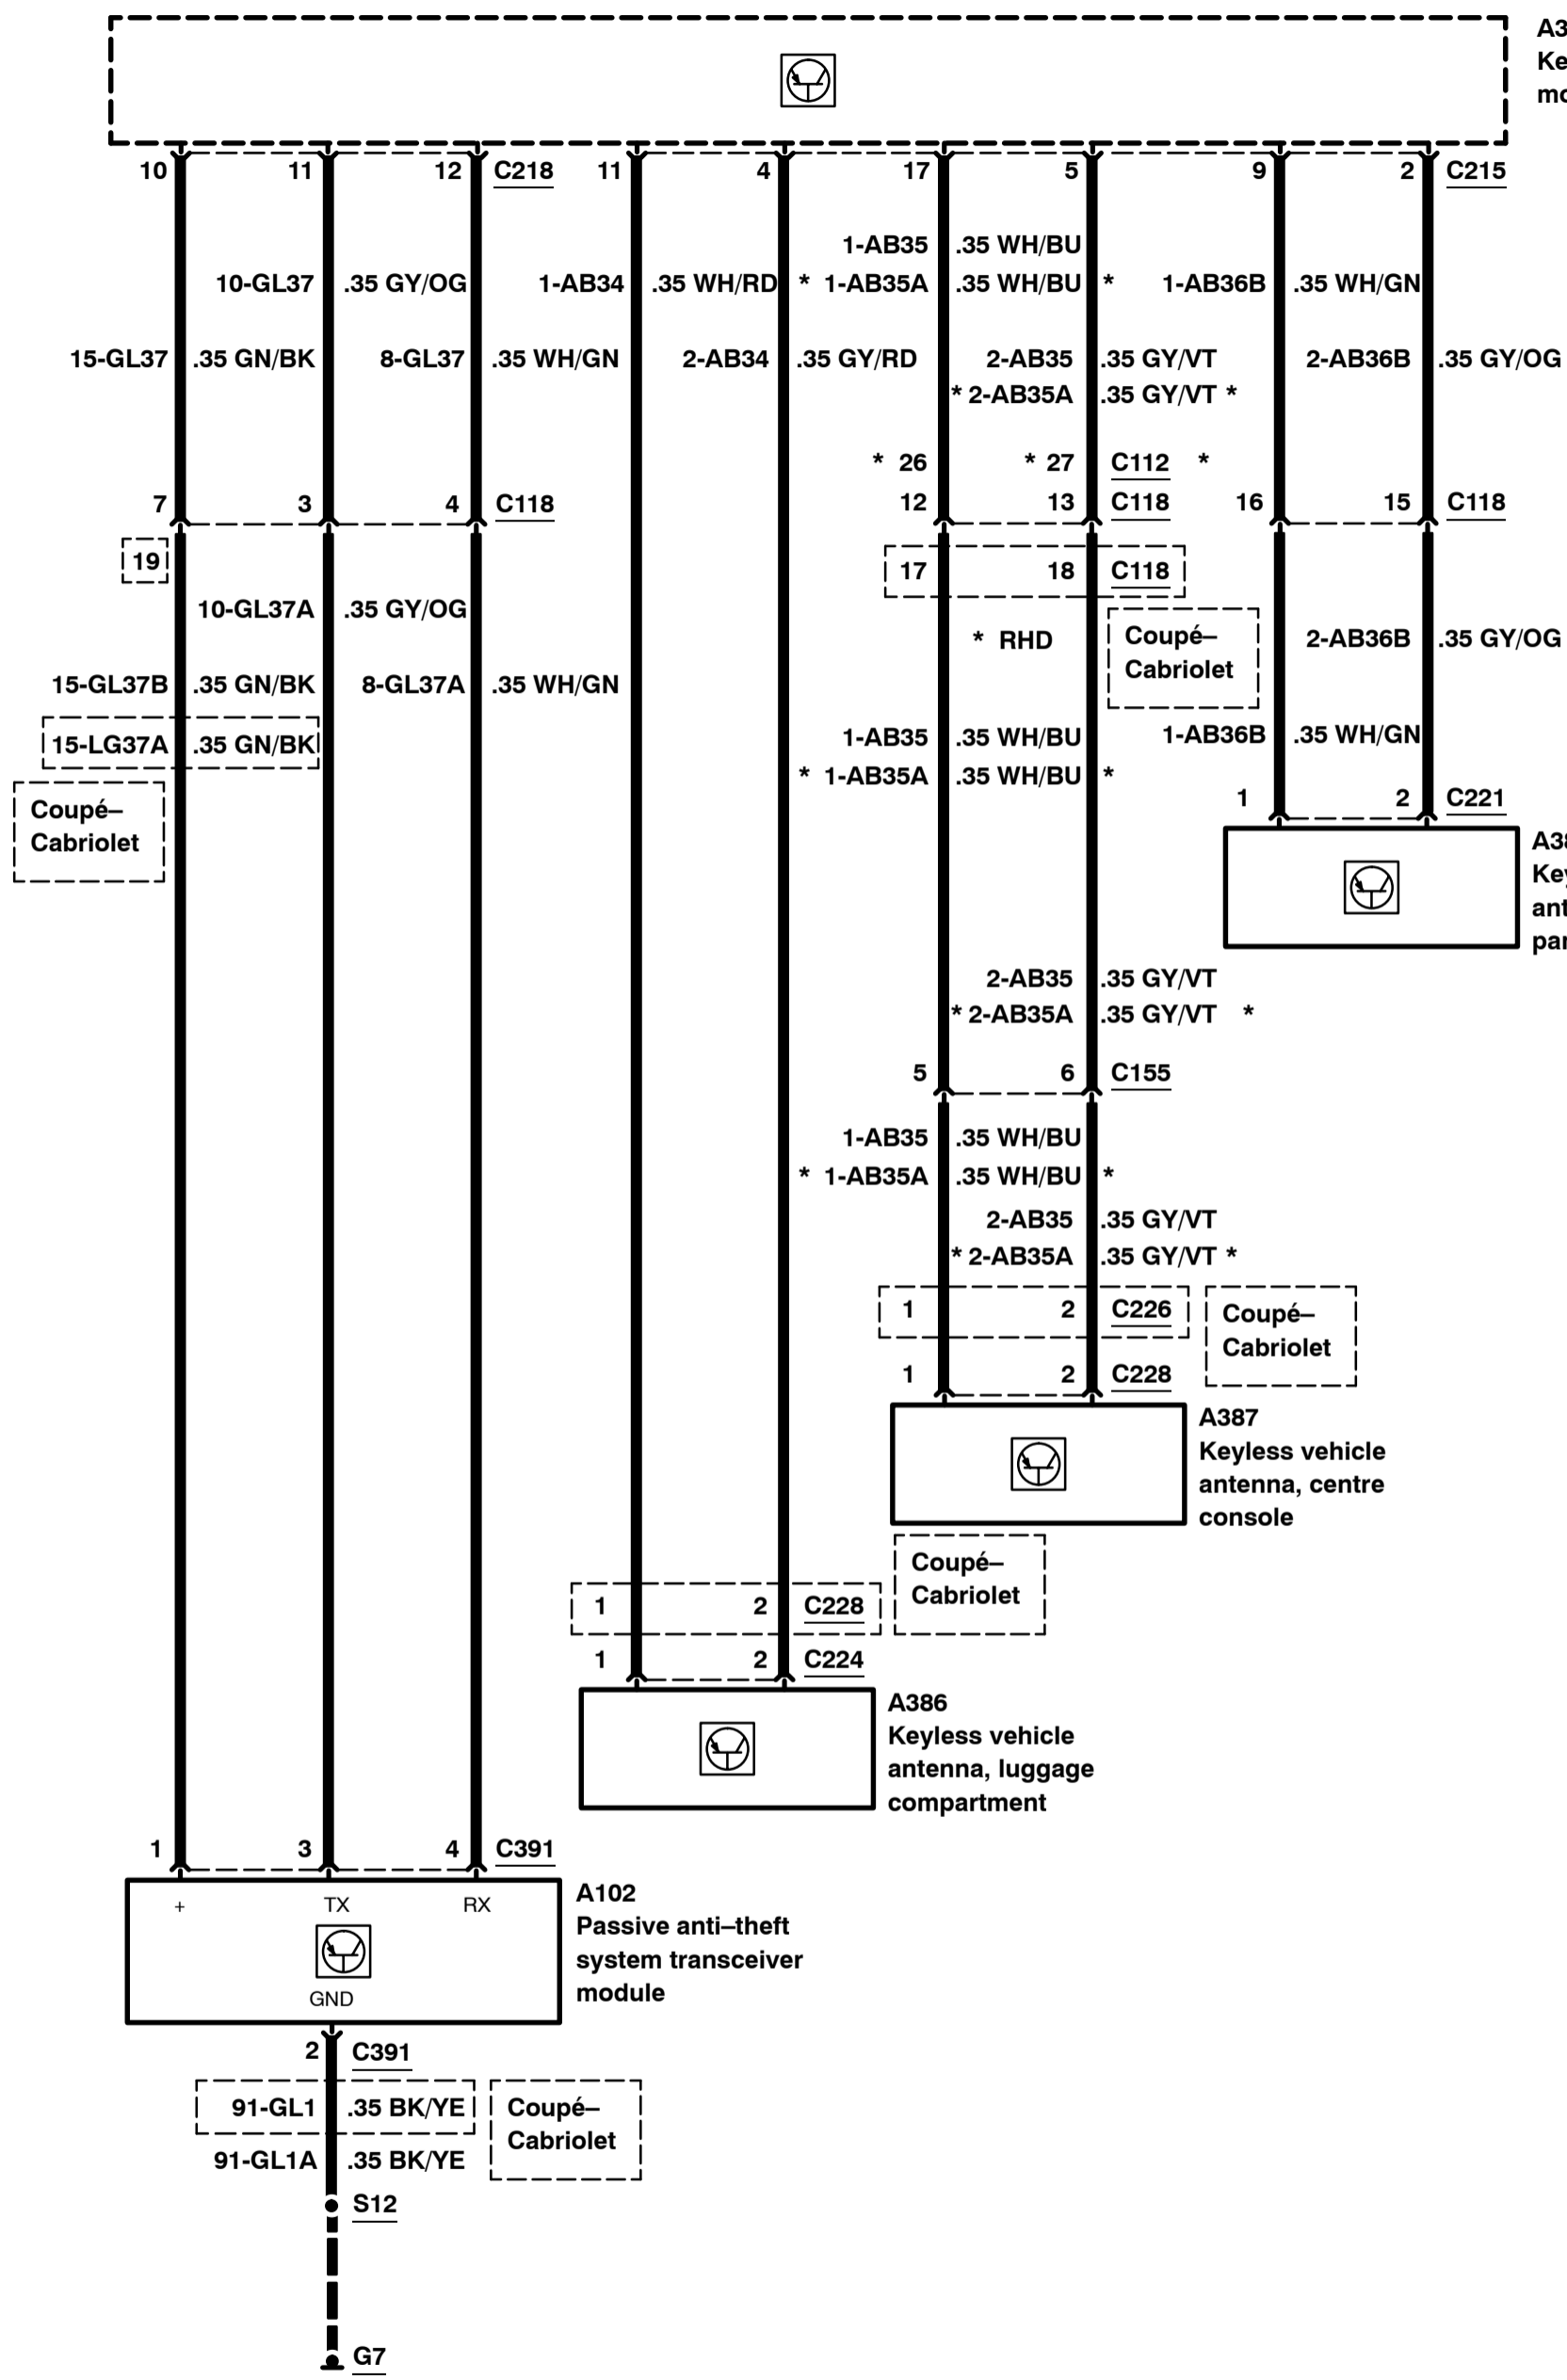 A3
Ke
mo
10 11 12 C218 11 4 17 5 9 2 C215
1-AB35 .35 WH/BU
10-GL37 .35 GY/OG 1-AB34 .35 WH/RD * 1-AB35A .35 WH/BU * 1-AB36B .35 WH/GN
15-GL37 .35 GN/BK 8-GL37 .35 WH/GN 2-AB34 .35 GY/RD 2-AB35 .35 GY/VT 2-AB36B .35 GY/OG
* 2-AB35A .35 GY/VT *
* 26 * 27 C112 *
7 3 4 C118 12 13 C118 16 15 C118
19 17 18 C118
10-GL37A .35 GY/OG
* RHD Coupé– 2-AB36B .35 GY/OG
Cabriolet
15-GL37B .35 GN/BK 8-GL37A .35 WH/GN
15-LG37A .35 GN/BK 1-AB35 .35 WH/BU 1-AB36B .35 WH/GN
* 1-AB35A .35 WH/BU *
1 2 C221
Coupé–
Cabriolet
A38
Key
ant
par
2-AB35 .35 GY/VT
* 2-AB35A .35 GY/VT *
5 6 C155
1-AB35 .35 WH/BU
* 1-AB35A .35 WH/BU *
2-AB35 .35 GY/VT
* 2-AB35A .35 GY/VT *
1 2 C226 Coupé–
Cabriolet
1 2 C228
A387
Keyless vehicle
antenna, centre
console
Coupé–
Cabriolet
1 2 C228
1 2 C224
A386
Keyless vehicle
antenna, luggage
compartment
1 3 4 C391
+ TX RX
GND
A102
Passive anti–theft
system transceiver
module
2 C391
91-GL1 .35 BK/YE Coupé–
Cabriolet
91-GL1A .35 BK/YE
S12
G7